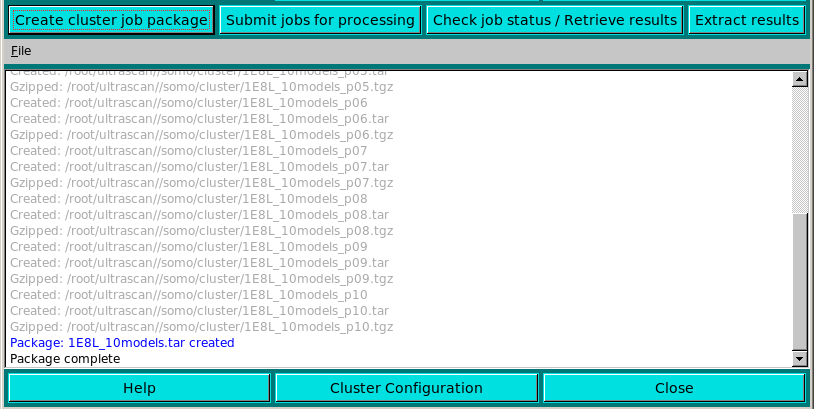 Create cluster job package Submit jobs for processing Check job status / Retrieve results Extract results
File
Created: /root/ultrascan//somo/cluster/1E8L_10models_p05.tar
Gzipped: /root/ultrascan//somo/cluster/1E8L_10models_p05.tgz
Created: /root/ultrascan//somo/cluster/1E8L_10models_p06
Created: /root/ultrascan//somo/cluster/1E8L_10models_p06.tar
Gzipped: /root/ultrascan//somo/cluster/1E8L_10models_p06.tgz
Created: /root/ultrascan//somo/cluster/1E8L_10models_p07
Created: /root/ultrascan//somo/cluster/1E8L_10models_p07.tar
Gzipped: /root/ultrascan//somo/cluster/1E8L_10models_p07.tgz
Created: /root/ultrascan//somo/cluster/1E8L_10models_p08
Created: /root/ultrascan//somo/cluster/1E8L_10models_p08.tar
Gzipped: /root/ultrascan//somo/cluster/1E8L_10models_p08.tgz
Created: /root/ultrascan//somo/cluster/1E8L_10models_p09
Created: /root/ultrascan//somo/cluster/1E8L_10models_p09.tar
Gzipped: /root/ultrascan//somo/cluster/1E8L_10models_p09.tgz
Created: /root/ultrascan//somo/cluster/1E8L_10models_p10
Created: /root/ultrascan//somo/cluster/1E8L_10models_p10.tar
Gzipped: /root/ultrascan//somo/cluster/1E8L_10models_p10.tgz
Package: 1E8L_10models.tar created
Package complete
Help Cluster Configuration Close